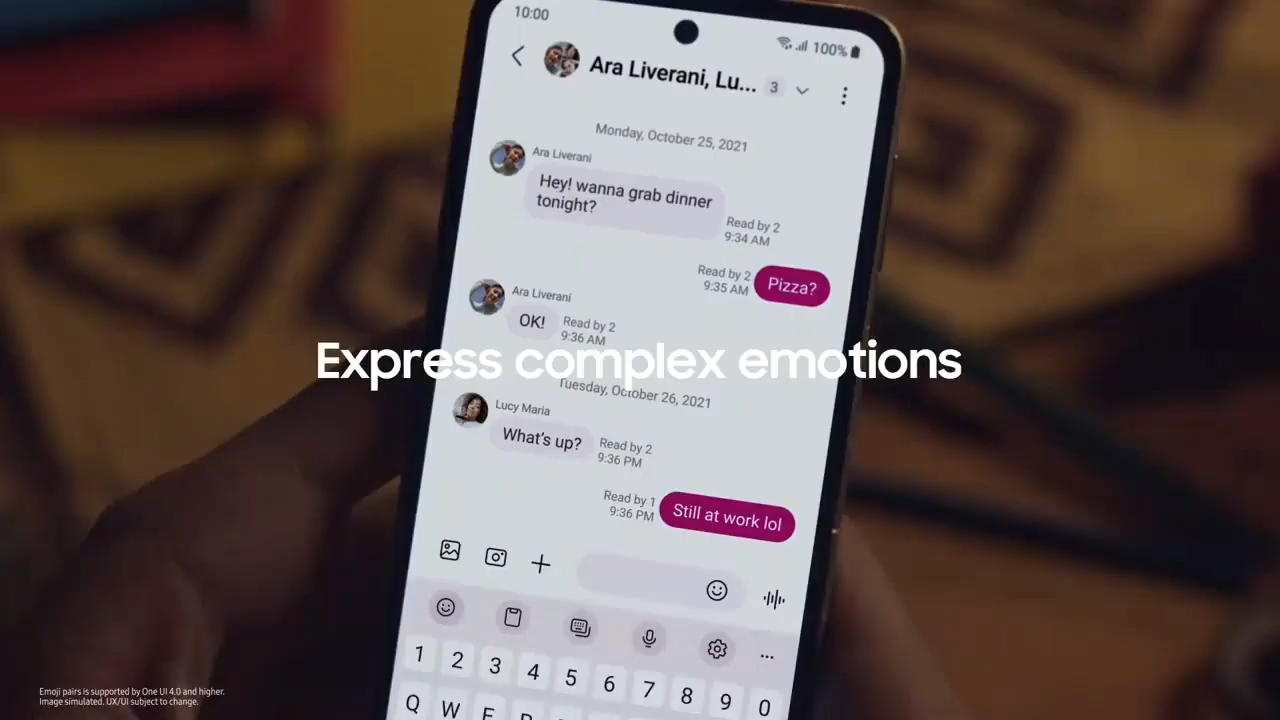 10:00
100%
Ara Liverani, Lu...
3
Monday, October 25, 2021
Ara Liverani
Hey! wanna grab dinner
tonight?
Read by 2
9:34 AM
Read by 2
9:35 AM
Pizza?
Ara Liverani
OK!
Read by 2
9:36 AM
Express complex emotions
Tuesday, October 26, 2021
Lucy Maria
What's up?
Read by 2
9:36 PM
Read by 1
9:36 PM
Still at work lol
1 2 3 4 5 6 7 8 9 0
Q W E R
Emoji pairs is supported by One UI 4.0 and higher.
Image simulated. UX/UI subject to change.